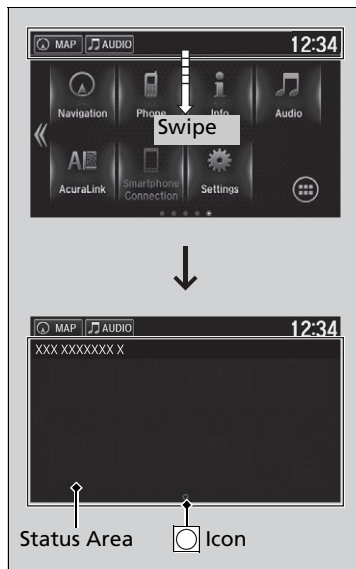 MAP AUDIO 12:34
Navigation Phone Info Audio
Swipe
AcuraLink Smartphone Connection Settings
MAP AUDIO 12:34
XXX XXXXXXX X
Status Area Icon